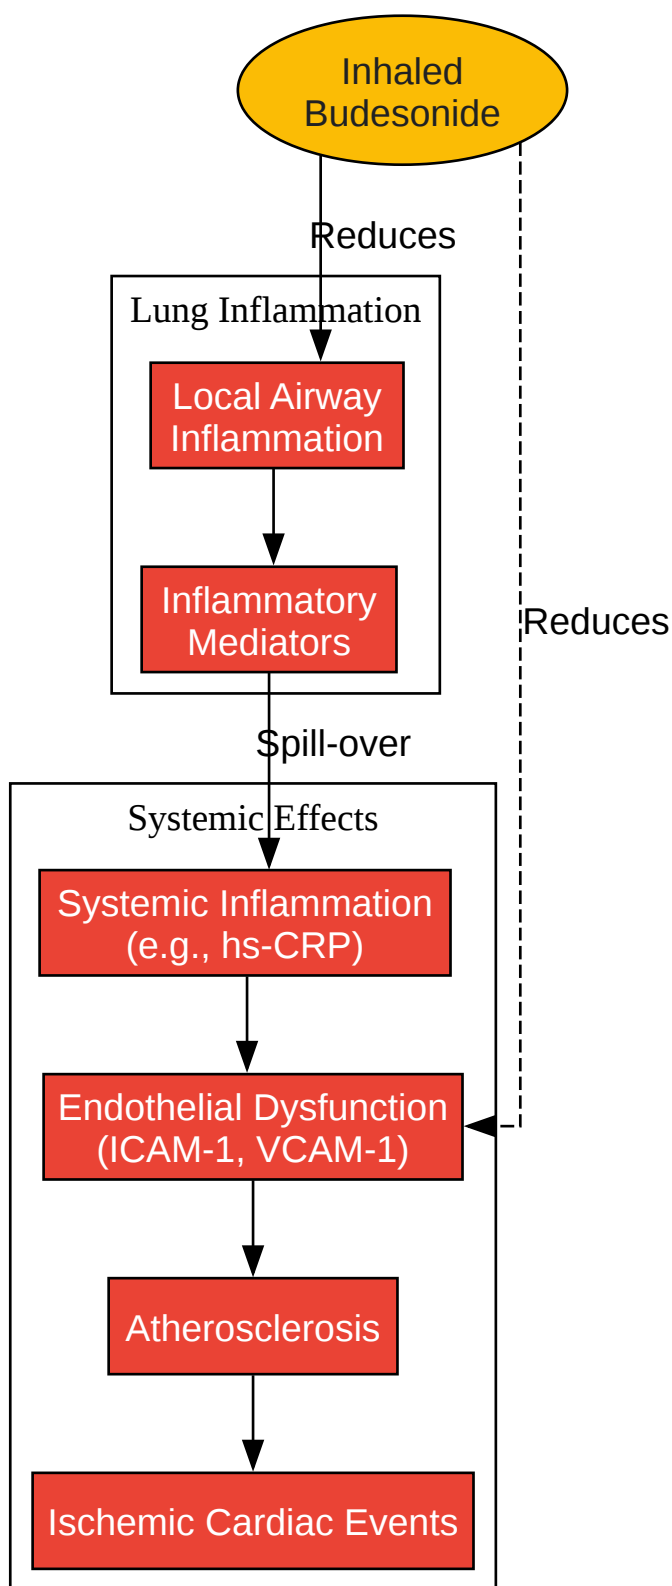 Inhaled
Budesonide
Reduces
Lung Inflammation
Local Airway
Inflammation
Inflammatory
Mediators
Reduces
Spill-over
Systemic Effects
Systemic Inflammation
(e.g., hs-CRP)
Endothelial Dysfunction
(ICAM-1, VCAM-1)
Atherosclerosis
Ischemic Cardiac Events